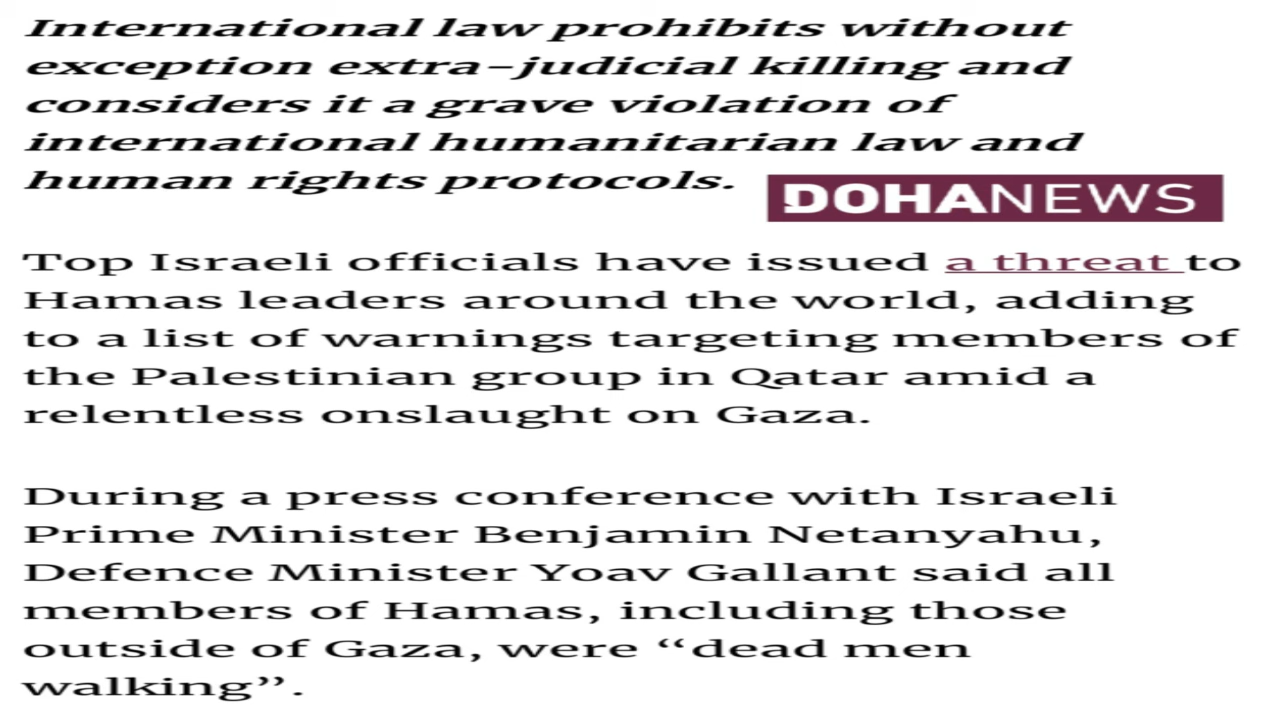 International law prohibits without
exception extra-judicial killing and
considers it a grave violation of
international humanitarian law and
human rights protocols.
DOHANEWS
Top Israeli officials have issued a threat to
Hamas leaders around the world, adding
to a list of warnings targeting members of
the Palestinian group in Qatar amid a
relentless onslaught on Gaza.
During a press conference with Israeli
Prime Minister Benjamin Netanyahu,
Defence Minister Yoav Gallant said all
members of Hamas, including those
outside of Gaza, were “dead men
walking”.